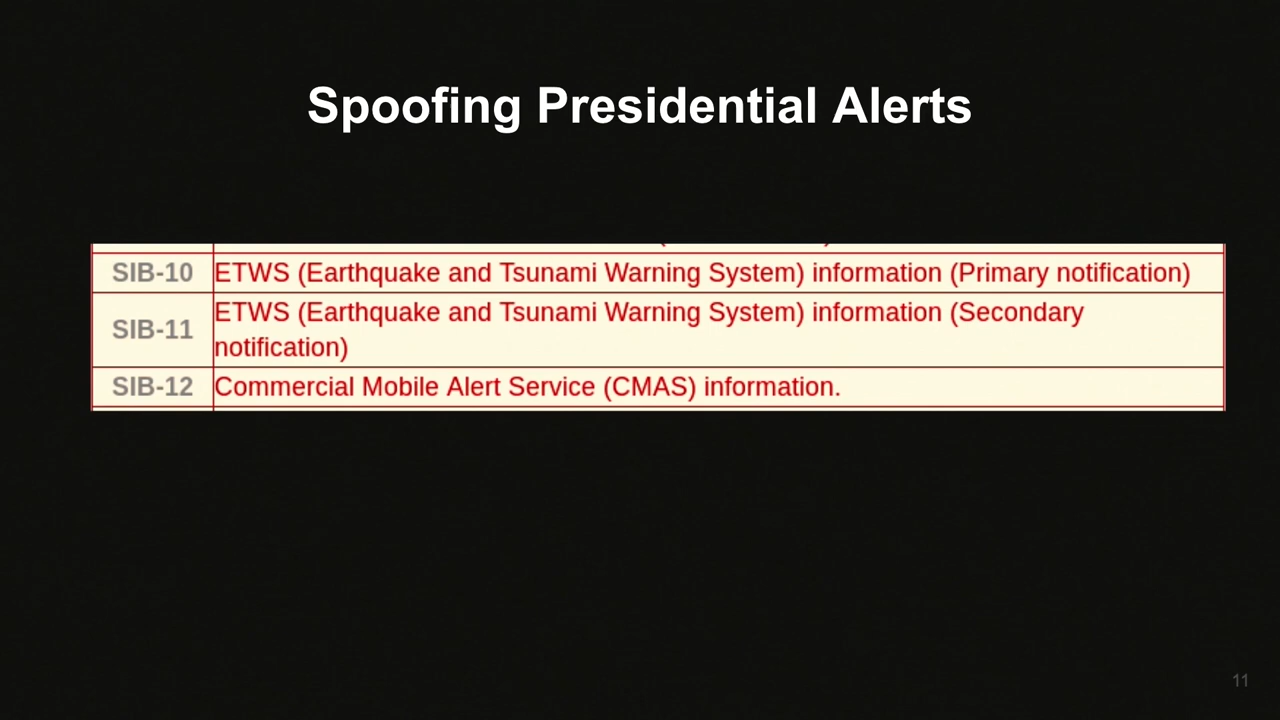 Spoofing Presidential Alerts
SIB-10 ETWS (Earthquake and Tsunami Warning System) information (Primary notification)
SIB-11 ETWS (Earthquake and Tsunami Warning System) information (Secondary
notification)
SIB-12 Commercial Mobile Alert Service (CMAS) information.
11